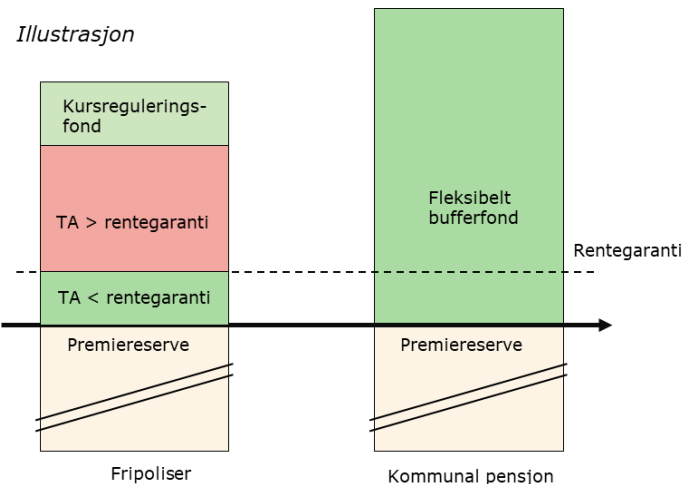 Illustrasjon
Kursregulerings-
fond
TA > rentegaranti
TA < rentegaranti
Premiereserve
Fripoliser
Fleksibelt
bufferfond
Rentegaranti
Premiereserve
Kommunal pensjon